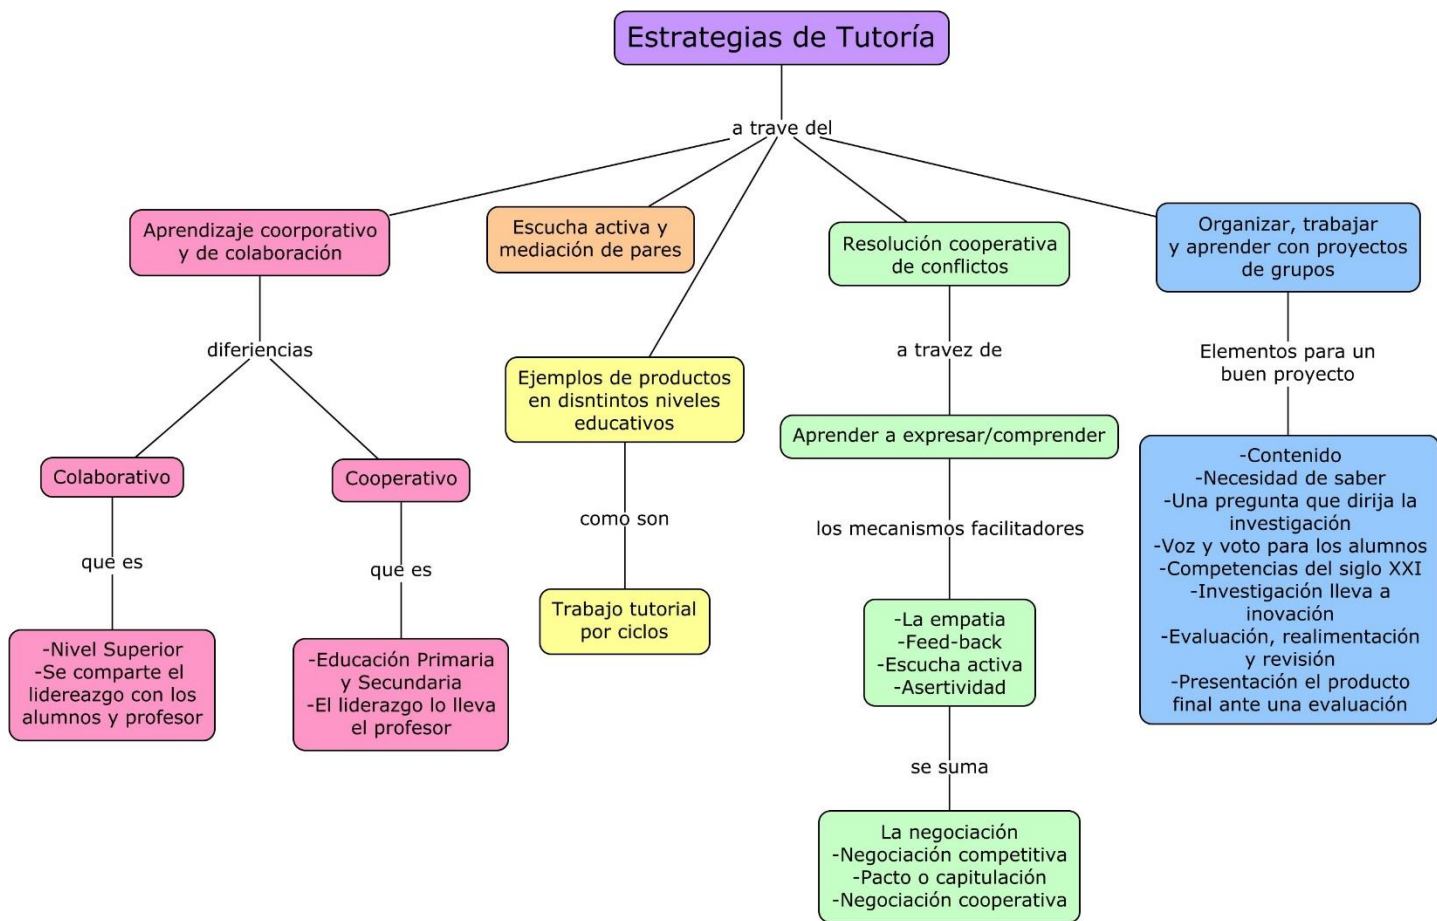 Estrategias de Tutoría
a trave del
Aprendizaje coorporativo
y de colaboración
Escucha activa y
mediación de pares
Resolución cooperativa
de conflictos
Organizar, trabajar
y aprender con proyectos
de grupos
diferiencias
Ejemplos de productos
en disntintos niveles
educativos
a travez de
Elementos para un
buen proyecto
Colaborativo
Cooperativo
Aprender a expresar/comprender
como son
los mecanismos facilitadores
que es
que es
-Nivel Superior
-Se comparte el
lidereazgo con los
alumnos y profesor
-Educación Primaria
y Secundaria
-El liderazgo lo lleva
el profesor
Trabajo tutorial
por ciclos
-La empatia
-Feed-back
-Escucha activa
-Asertividad
-Contenido
-Necesidad de saber
-Una pregunta que dirija la
investigación
-Voz y voto para los alumnos
-Competencias del siglo XXI
-Investigación lleva a
inovación
-Evaluación, realimentación
y revisión
-Presentación el producto
final ante una evaluación
se suma
La negociación
-Negociación competitiva
-Pacto o capitulación
-Negociación cooperativa